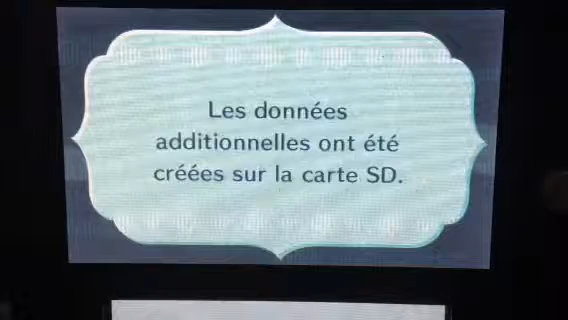 Les données
additionnelles ont été
créées sur la carte SD.